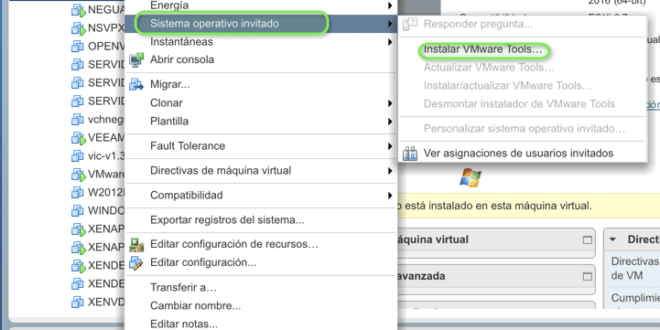 NEGUA
NSVPX
OPENV
SERVID
SERVID
SERVID
vchneg
VEEAM
vic-v1.3
VMware
W2012
WINDO
XENAP
XENAP
XENDE
XENDE
XENVD
Energía
Sistema operativo invitado
Instantáneas
Abrir consola
Migrar...
Clonar
Plantilla
Fault Tolerance
Directivas de máquina virtual
Compatibilidad
Exportar registros del sistema...
Editar configuración de recursos...
Editar configuración...
Transferir a...
Cambiar nombre...
Editar notas...
2016 (64-bit)
Responder pregunta...
Instalar VMware Tools...
Actualizar VMware Tools...
Instalar/actualizar VMware Tools...
Desmontar instalador de VMware Tools
Personalizar sistema operativo invitado...
Ver asignaciones de usuarios invitados
o está instalado en esta máquina virtual.
áquina virtual
avanzada
Directi
Directivas
de VM
Cumplimie